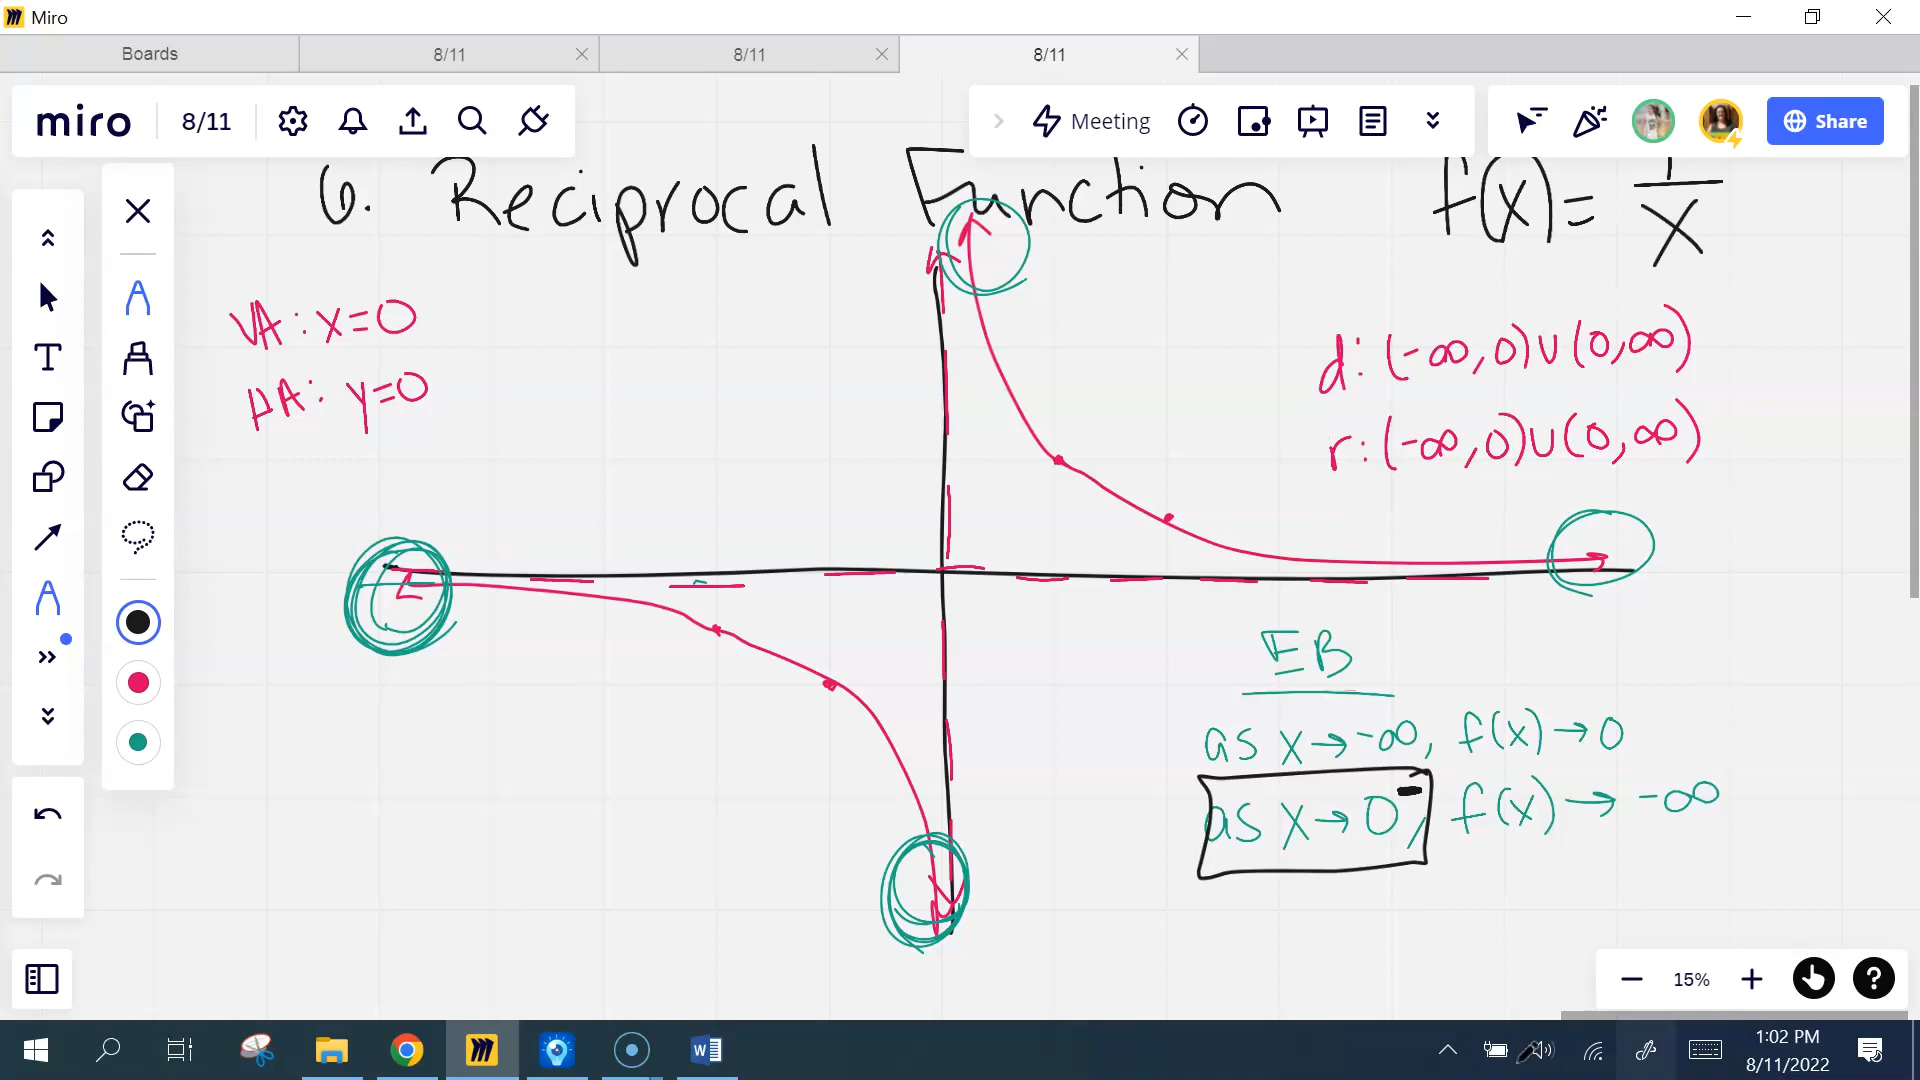 Miro
Boards
8/11
8/11
8/11
miro
8/11
Meeting
Share
6. Reciprocal Function f(x) = 1/x
VA: x=0
HA: y=0
d: (-∞,0)∪(0,∞)
r: (-∞,0)∪(0,∞)
EB
as x→-∞, f(x)→0
as x→0⁻, f(x)→-∞
15%
1:02 PM
8/11/2022